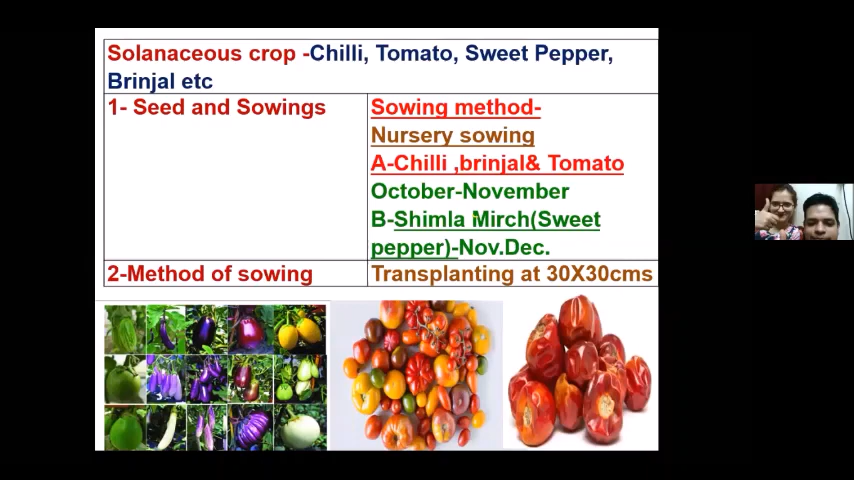 Solanaceous crop -Chilli, Tomato, Sweet Pepper,
Brinjal etc
1- Seed and Sowings
Sowing method-
Nursery sowing
A-Chilli ,brinjal& Tomato
October-November
B-Shimla Mirch(Sweet
pepper)-Nov.Dec.
2-Method of sowing
Transplanting at 30X30cms